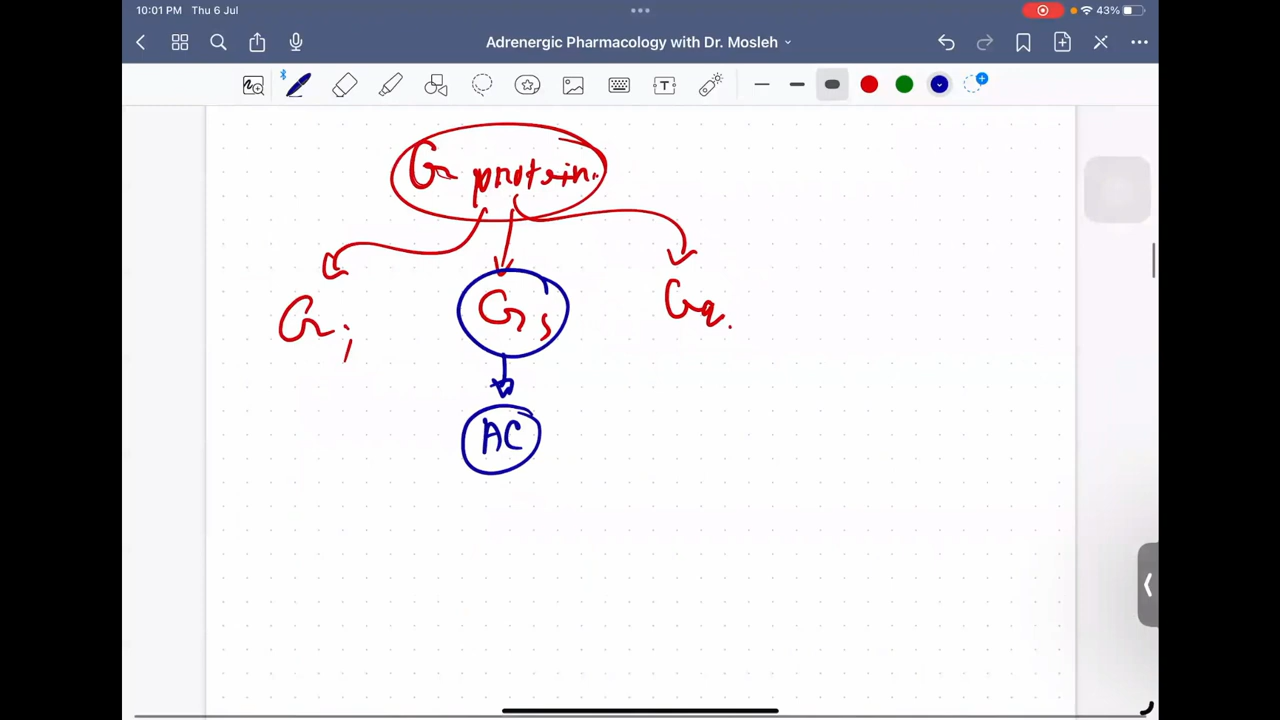 10:01 PM Thu 6 Jul
43%
Adrenergic Pharmacology with Dr. Mosleh
T
G protein.
Gi
Gs
Gq.
AC